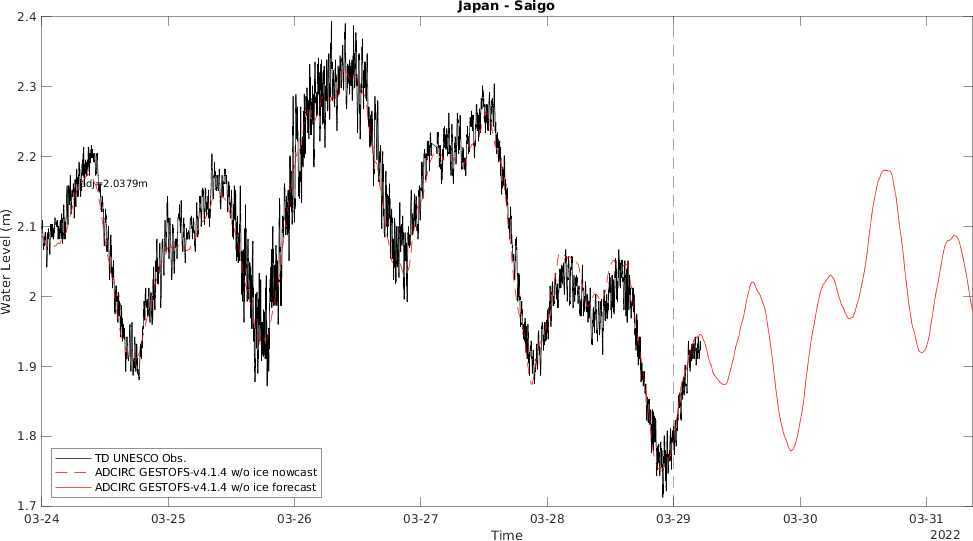 Japan - Saigo
2.4
2.3
2.2
2.1
2
1.9
1.8
1.7
Water Level (m)
adj=2.0379m
TD UNESCO Obs.
ADCIRC GESTOFS-v4.1.4 w/o ice nowcast
ADCIRC GESTOFS-v4.1.4 w/o ice forecast
03-24 03-25 03-26 03-27 03-28 03-29 03-30 03-31
Time
2022